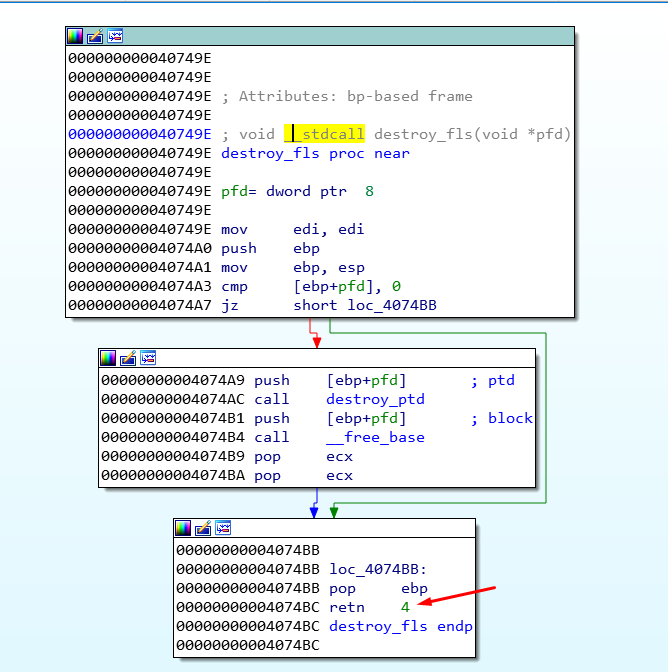 000000000040749E
000000000040749E
000000000040749E ; Attributes: bp-based frame
000000000040749E
000000000040749E ; void __stdcall destroy_fls(void *pfd)
000000000040749E destroy_fls proc near
000000000040749E
000000000040749E pfd= dword ptr  8
000000000040749E
000000000040749E mov     edi, edi
00000000004074A0 push    ebp
00000000004074A1 mov     ebp, esp
00000000004074A3 cmp     [ebp+pfd], 0
00000000004074A7 jz      short loc_4074BB
00000000004074A9 push    [ebp+pfd]       ; ptd
00000000004074AC call    destroy_ptd
00000000004074B1 push    [ebp+pfd]       ; block
00000000004074B4 call    __free_base
00000000004074B9 pop     ecx
00000000004074BA pop     ecx
00000000004074BB
00000000004074BB loc_4074BB:
00000000004074BB pop     ebp
00000000004074BC retn    4
00000000004074BC destroy_fls endp
00000000004074BC